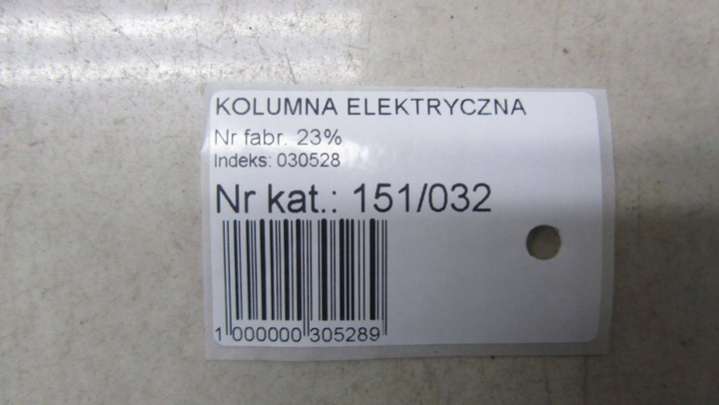 KOLUMNA ELEKTRYCZNA
Nr fabr. 23%
Indeks: 030528
Nr kat.: 151/032
1 000000 305289